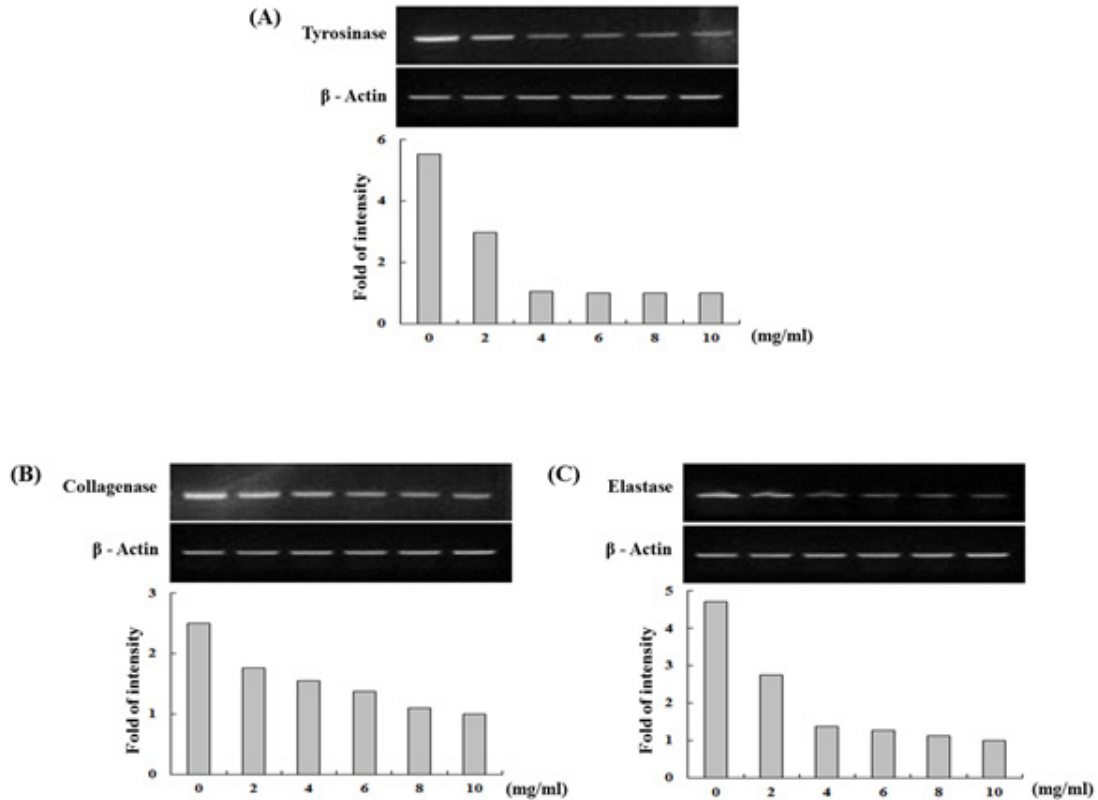 (A)
Tyrosinase
β - Actin
6
4
2
0
Fold of intensity
0 2 4 6 8 10 (mg/ml)
(B)
Collagenase
β - Actin
3
2
1
0
Fold of intensity
0 2 4 6 8 10 (mg/ml)
(C)
Elastase
β - Actin
5
4
3
2
1
0
Fold of intensity
0 2 4 6 8 10 (mg/ml)